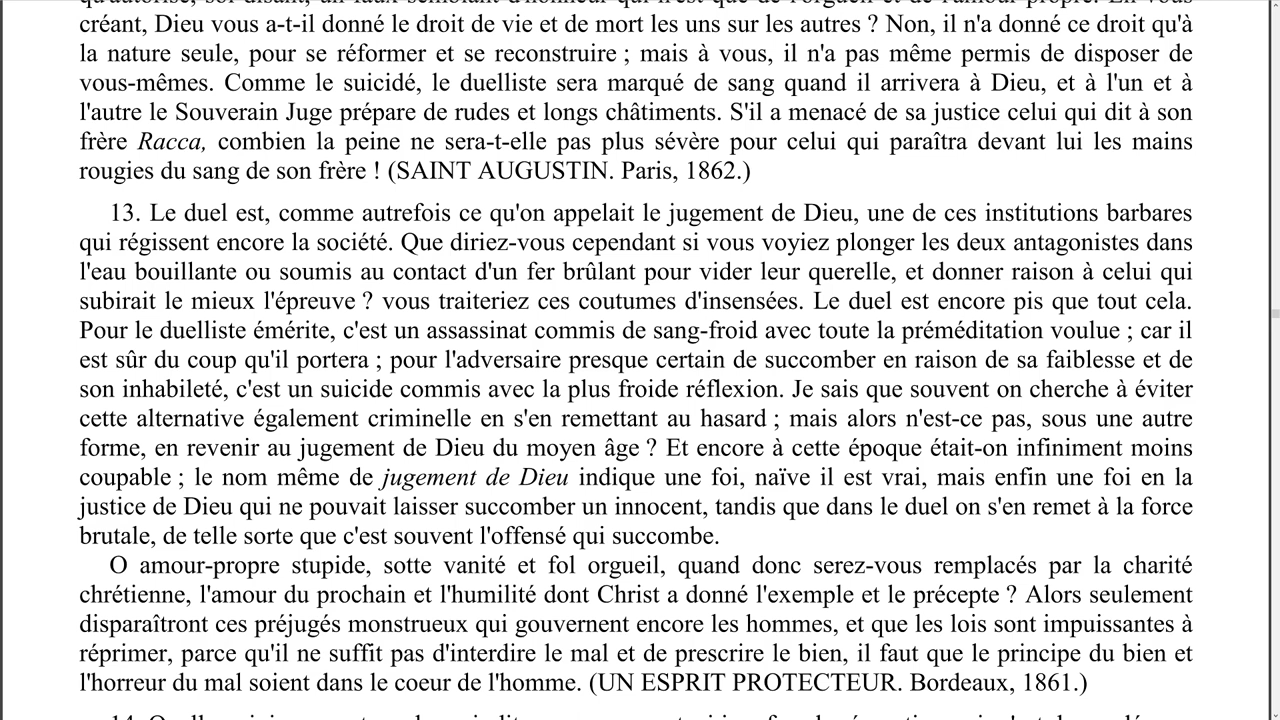 créant, Dieu vous a-t-il donné le droit de vie et de mort les uns sur les autres ? Non, il n'a donné ce droit qu'à
la nature seule, pour se réformer et se reconstruire ; mais à vous, il n'a pas même permis de disposer de
vous-mêmes. Comme le suicidé, le duelliste sera marqué de sang quand il arrivera à Dieu, et à l'un et à
l'autre le Souverain Juge prépare de rudes et longs châtiments. S'il a menacé de sa justice celui qui dit à son
frère Racca, combien la peine ne sera-t-elle pas plus sévère pour celui qui paraîtra devant lui les mains
rougies du sang de son frère ! (SAINT AUGUSTIN. Paris, 1862.)
13. Le duel est, comme autrefois ce qu'on appelait le jugement de Dieu, une de ces institutions barbares
qui régissent encore la société. Que diriez-vous cependant si vous voyiez plonger les deux antagonistes dans
l'eau bouillante ou soumis au contact d'un fer brûlant pour vider leur querelle, et donner raison à celui qui
subirait le mieux l'épreuve ? vous traiteriez ces coutumes d'insensées. Le duel est encore pis que tout cela.
Pour le duelliste émérite, c'est un assassinat commis de sang-froid avec toute la préméditation voulue ; car il
est sûr du coup qu'il portera ; pour l'adversaire presque certain de succomber en raison de sa faiblesse et de
son inhabileté, c'est un suicide commis avec la plus froide réflexion. Je sais que souvent on cherche à éviter
cette alternative également criminelle en s'en remettant au hasard ; mais alors n'est-ce pas, sous une autre
forme, en revenir au jugement de Dieu du moyen âge ? Et encore à cette époque était-on infiniment moins
coupable ; le nom même de jugement de Dieu indique une foi, naïve il est vrai, mais enfin une foi en la
justice de Dieu qui ne pouvait laisser succomber un innocent, tandis que dans le duel on s'en remet à la force
brutale, de telle sorte que c'est souvent l'offensé qui succombe.
O amour-propre stupide, sotte vanité et fol orgueil, quand donc serez-vous remplacés par la charité
chrétienne, l'amour du prochain et l'humilité dont Christ a donné l'exemple et le précepte ? Alors seulement
disparaîtront ces préjugés monstrueux qui gouvernent encore les hommes, et que les lois sont impuissantes à
réprimer, parce qu'il ne suffit pas d'interdire le mal et de prescrire le bien, il faut que le principe du bien et
l'horreur du mal soient dans le coeur de l'homme. (UN ESPRIT PROTECTEUR. Bordeaux, 1861.)